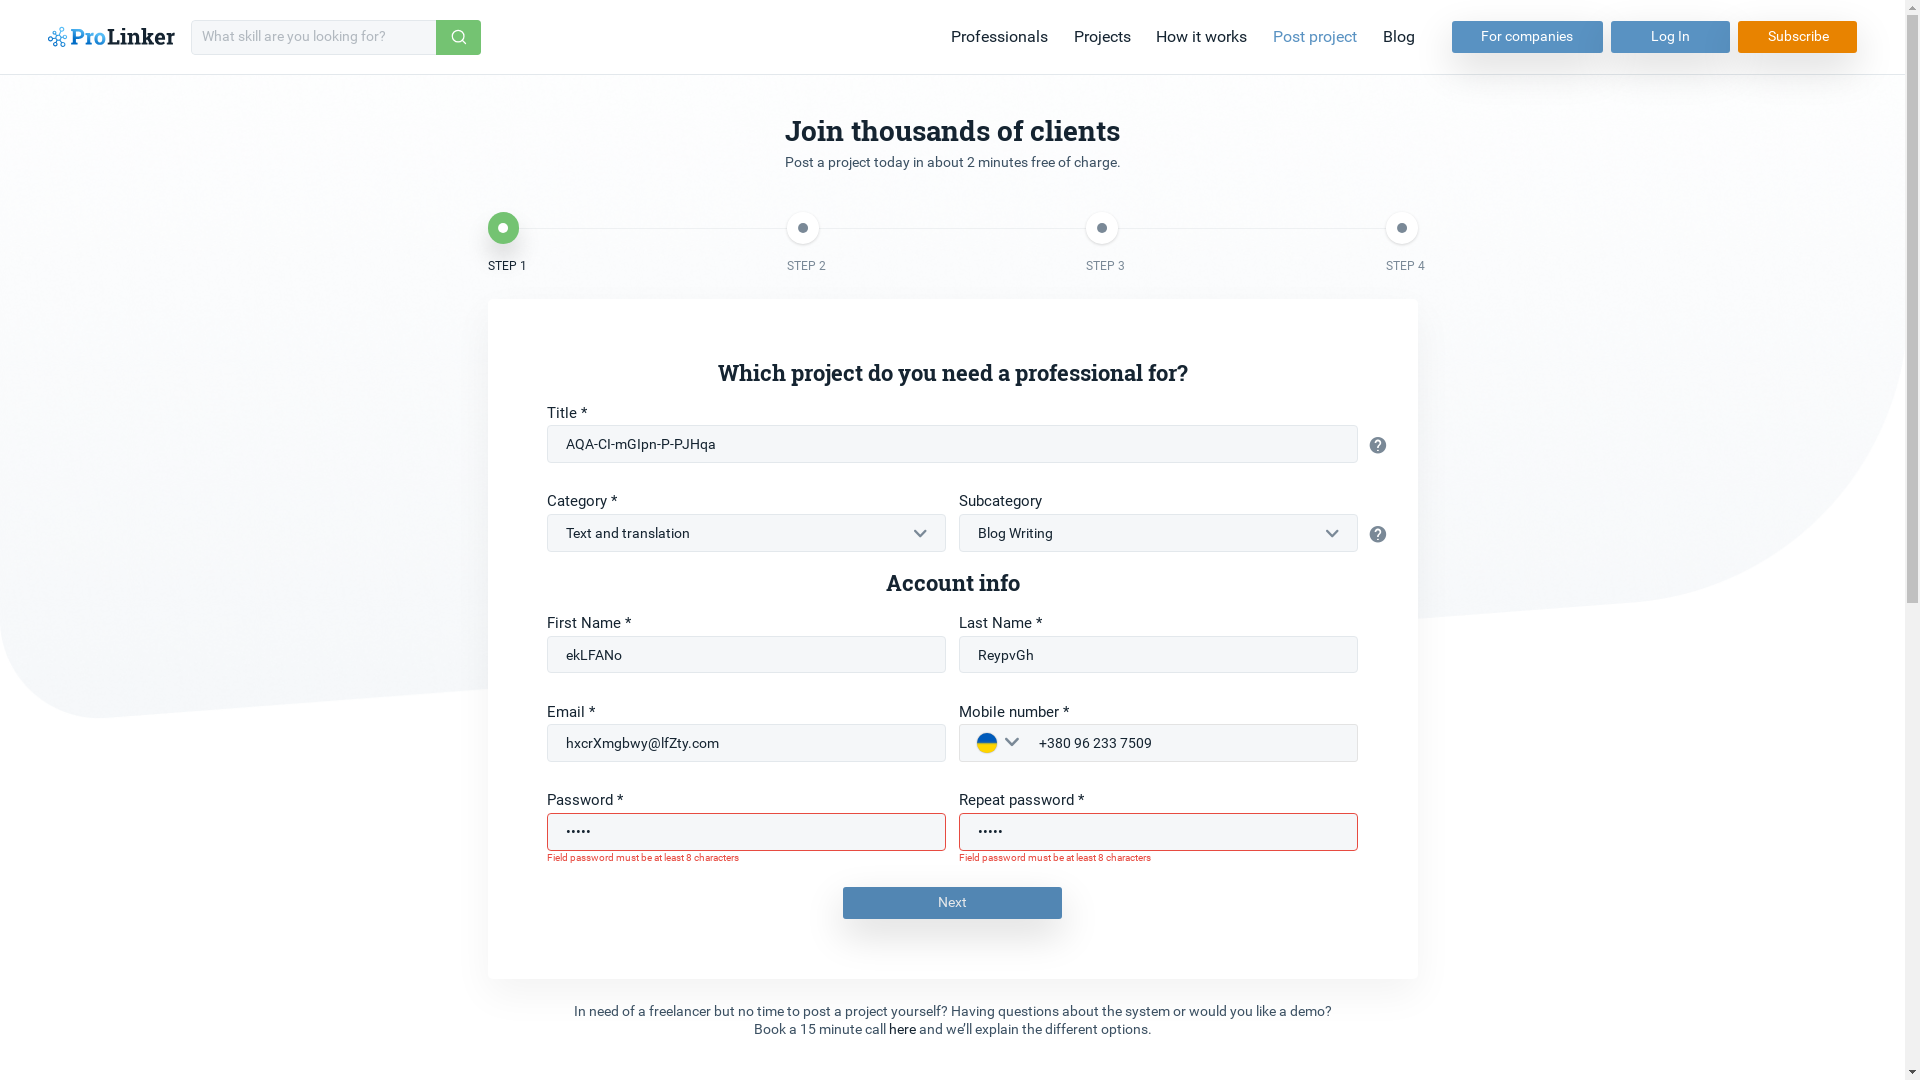 ProLinker
What skill are you looking for?
Professionals
Projects
How it works
Post project
Blog
For companies
Log In
Subscribe
Join thousands of clients
Post a project today in about 2 minutes free of charge.
STEP 1
STEP 2
STEP 3
STEP 4
Which project do you need a professional for?
Title *
AQA-CI-mGIpn-P-PJHqa
Category *
Subcategory
Text and translation
Blog Writing
Account info
First Name *
Last Name *
ekLFANo
ReypvGh
Email *
Mobile number *
hxcrXmgbwy@lfZty.com
+380 96 233 7509
Password *
Repeat password *
•••••
•••••
Field password must be at least 8 characters
Field password must be at least 8 characters
Next
In need of a freelancer but no time to post a project yourself? Having questions about the system or would you like a demo?
Book a 15 minute call here and we’ll explain the different options.